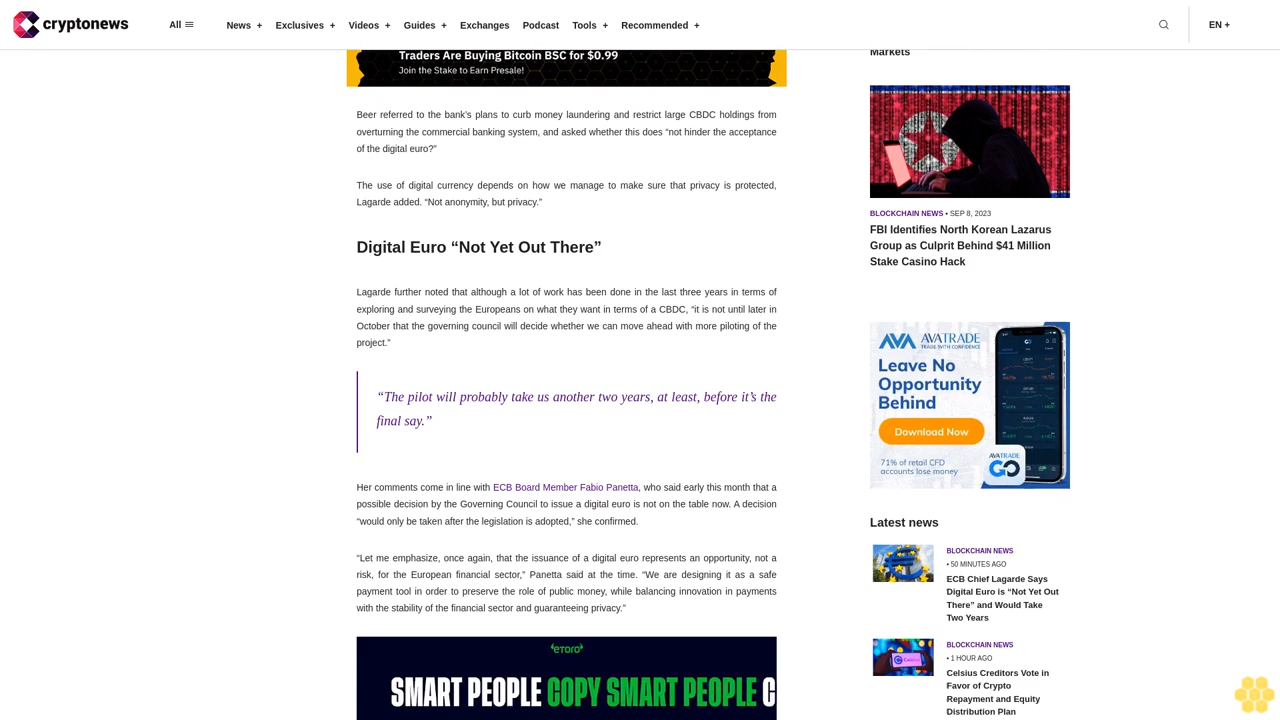 cryptonews
All
News +
Exclusives +
Videos +
Guides +
Exchanges
Podcast
Tools +
Recommended +
EN +
Traders Are Buying Bitcoin BSC for $0.99
Join the Stake to Earn Presale!
Beer referred to the bank’s plans to curb money laundering and restrict large CBDC holdings from
overturning the commercial banking system, and asked whether this does “not hinder the acceptance
of the digital euro?”
The use of digital currency depends on how we manage to make sure that privacy is protected,
Lagarde added. “Not anonymity, but privacy.”
Digital Euro “Not Yet Out There”
Lagarde further noted that although a lot of work has been done in the last three years in terms of
exploring and surveying the Europeans on what they want in terms of a CBDC, “it is not until later in
October that the governing council will decide whether we can move ahead with more piloting of the
project.”
“The pilot will probably take us another two years, at least, before it’s the
final say.”
Her comments come in line with ECB Board Member Fabio Panetta, who said early this month that a
possible decision by the Governing Council to issue a digital euro is not on the table now. A decision
“would only be taken after the legislation is adopted,” she confirmed.
“Let me emphasize, once again, that the issuance of a digital euro represents an opportunity, not a
risk, for the European financial sector,” Panetta said at the time. “We are designing it as a safe
payment tool in order to preserve the role of public money, while balancing innovation in payments
with the stability of the financial sector and guaranteeing privacy.”
eToro
SMART PEOPLE COPY SMART PEOPLE C
Markets
BLOCKCHAIN NEWS • SEP 8, 2023
FBI Identifies North Korean Lazarus
Group as Culprit Behind $41 Million
Stake Casino Hack
AVA AVATRADE
TRADE WITH CONFIDENCE
Leave No
Opportunity
Behind
Download Now
71% of retail CFD
accounts lose money
AVATRADE
GO
Latest news
BLOCKCHAIN NEWS
• 50 MINUTES AGO
ECB Chief Lagarde Says
Digital Euro is “Not Yet Out
There” and Would Take
Two Years
BLOCKCHAIN NEWS
• 1 HOUR AGO
Celsius Creditors Vote in
Favor of Crypto
Repayment and Equity
Distribution Plan